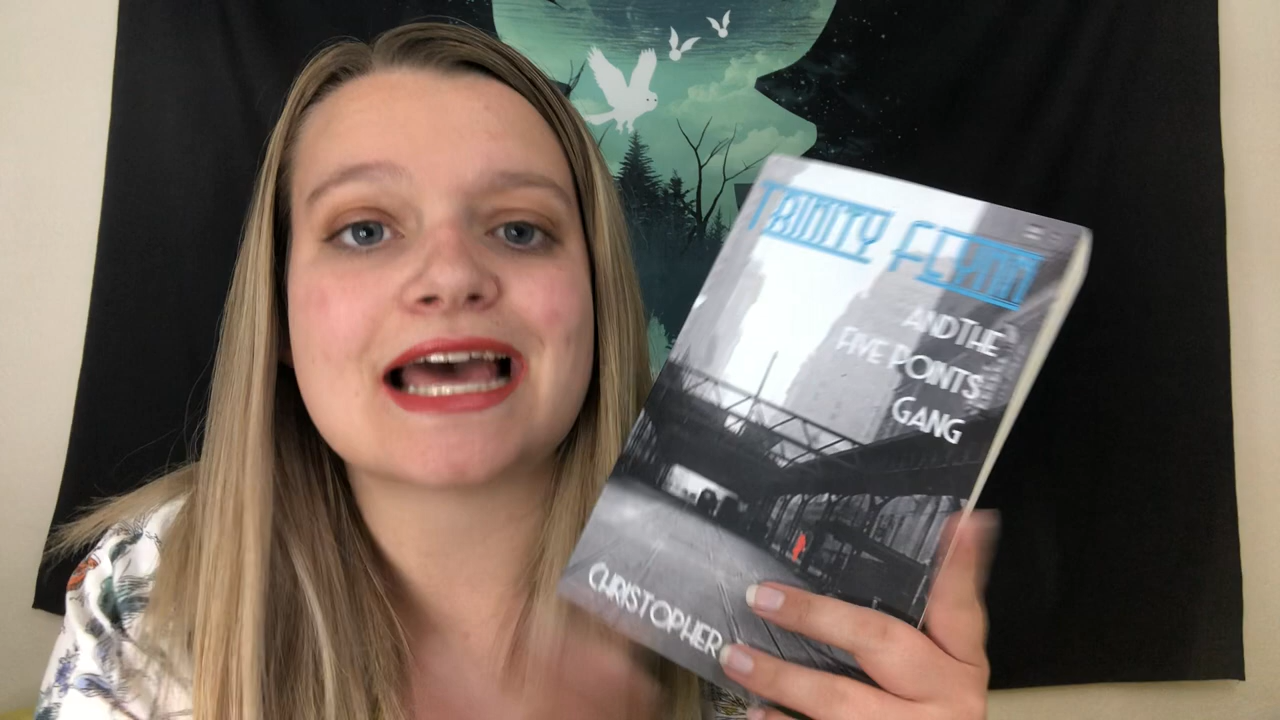 TRINITY FLYNN
AND THE
FIVE POINTS
GANG
CHRISTOPHER